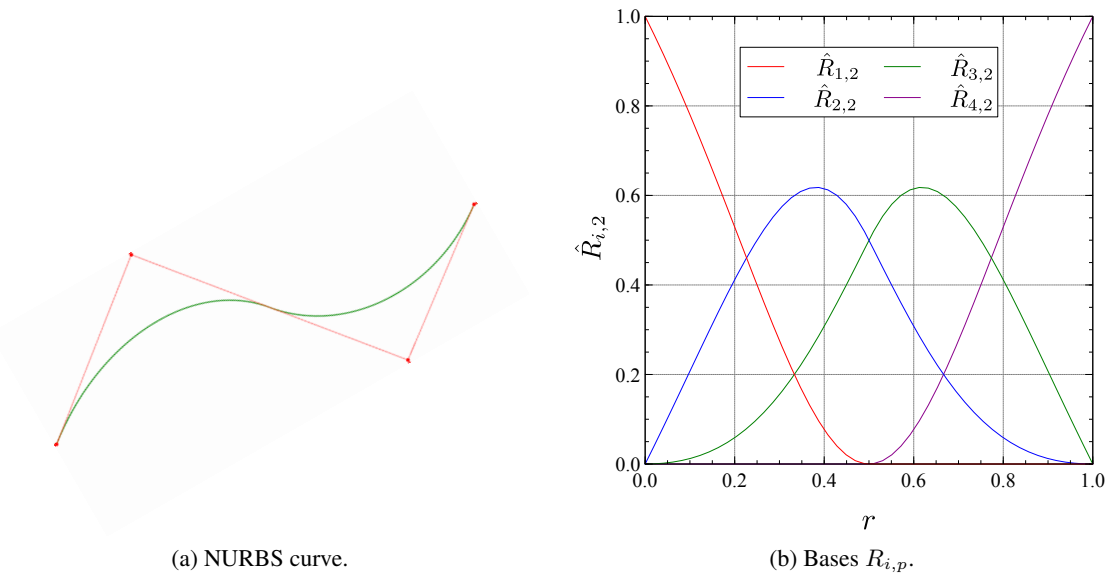 1.0
0.8
0.6
0.4
0.2
0.0
R̂i,2
R̂1,2 R̂3,2
R̂2,2 R̂4,2
0.0 0.2 0.4 0.6 0.8 1.0
r
(a) NURBS curve. (b) Bases Ri,p.